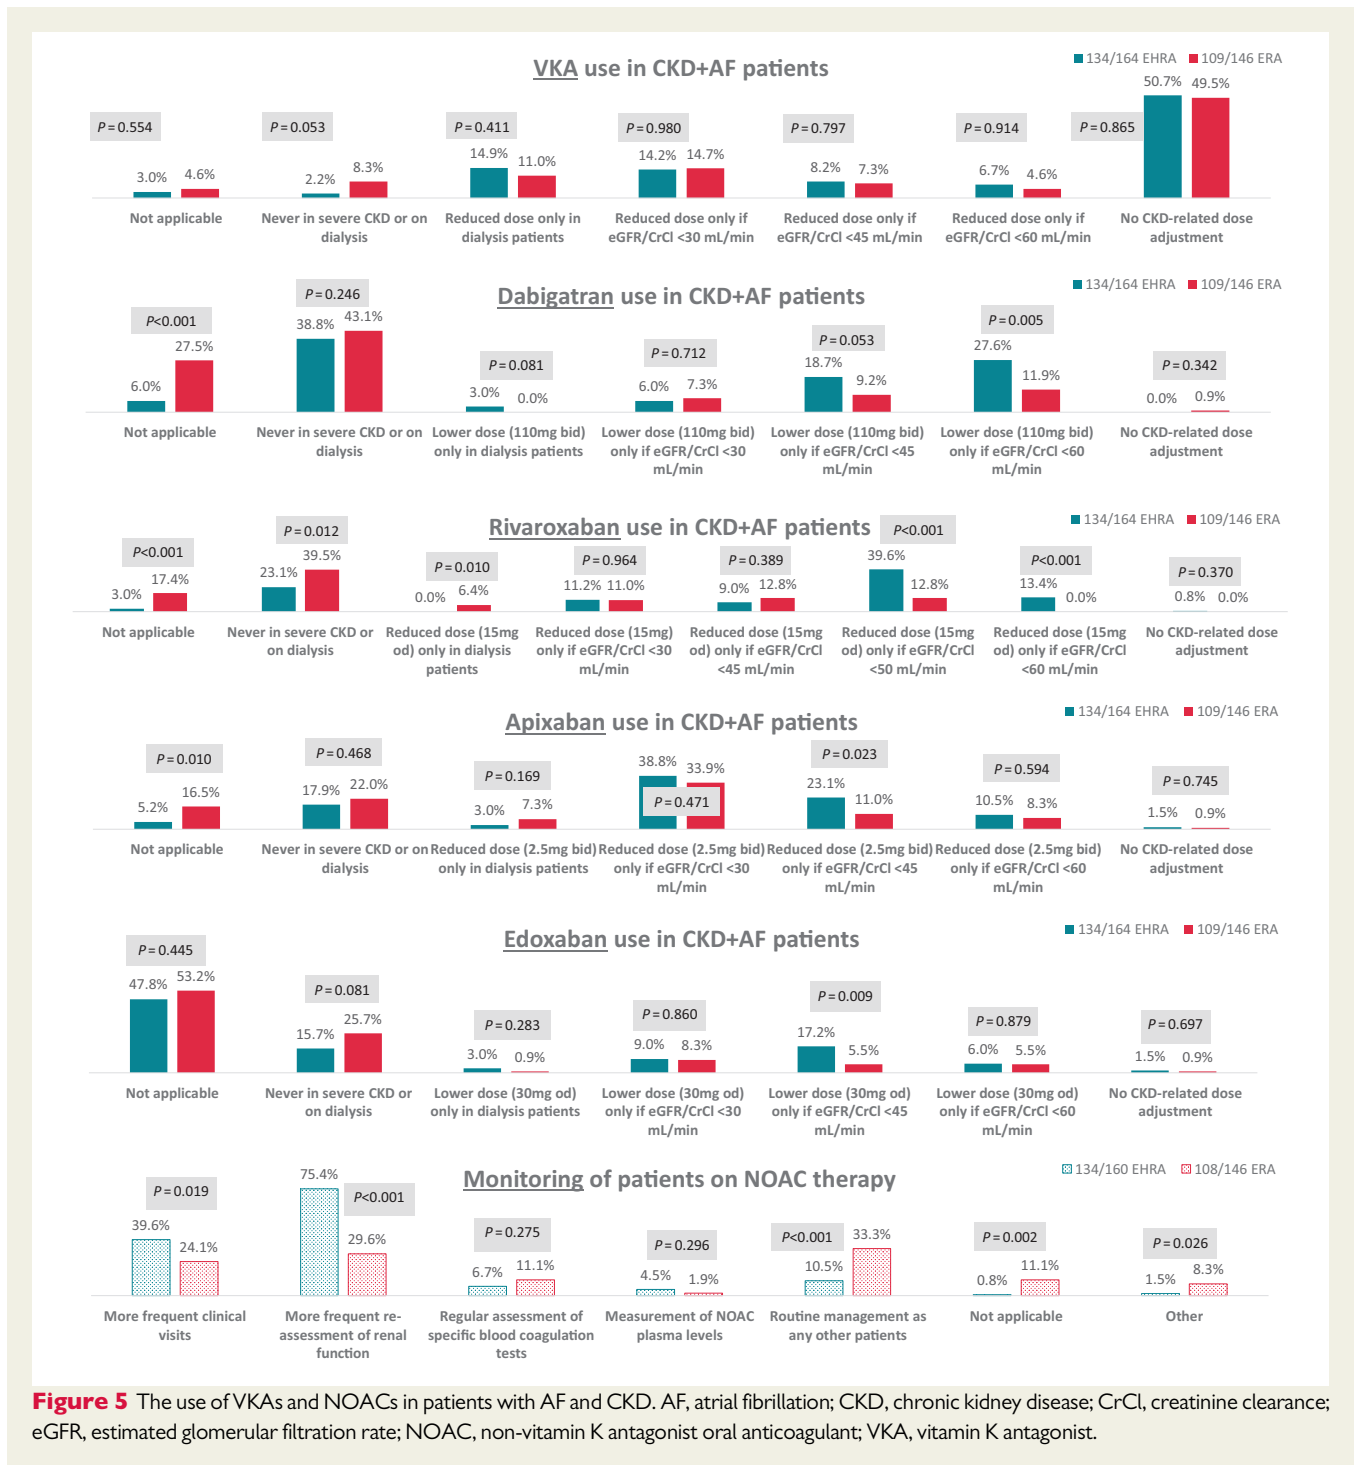 VKA use in CKD+AF patients
134/164 EHRA 109/146 ERA
P = 0.554 P = 0.053 P = 0.411 P = 0.980 P = 0.797 P = 0.914 P = 0.865
3.0% 4.6% 2.2% 8.3% 14.9% 11.0% 14.2% 14.7% 8.2% 7.3% 6.7% 4.6% 50.7% 49.5%
Not applicable
Never in severe CKD or on
dialysis
Reduced dose only in
dialysis patients
Reduced dose only if
eGFR/CrCl <30 mL/min
Reduced dose only if
eGFR/CrCl <45 mL/min
Reduced dose only if
eGFR/CrCl <60 mL/min
No CKD-related dose
adjustment
Dabigatran use in CKD+AF patients
134/164 EHRA 109/146 ERA
P<0.001 P = 0.246 P = 0.081 P = 0.712 P = 0.053 P = 0.005 P = 0.342
6.0% 27.5% 38.8% 43.1% 3.0% 0.0% 6.0% 7.3% 18.7% 9.2% 27.6% 11.9% 0.0% 0.9%
Not applicable
Never in severe CKD or on
dialysis
Lower dose (110mg bid)
only in dialysis patients
Lower dose (110mg bid)
only if eGFR/CrCl <30
mL/min
Lower dose (110mg bid)
only if eGFR/CrCl <45
mL/min
Lower dose (110mg bid)
only if eGFR/CrCl <60
mL/min
No CKD-related dose
adjustment
Rivaroxaban use in CKD+AF patients
134/164 EHRA 109/146 ERA
P<0.001 P = 0.012 P = 0.010 P = 0.964 P = 0.389 P<0.001 P<0.001 P = 0.370
3.0% 17.4% 23.1% 39.5% 0.0% 6.4% 11.2% 11.0% 9.0% 12.8% 39.6% 12.8% 13.4% 0.0% 0.8% 0.0%
Not applicable
Never in severe CKD or
on dialysis
Reduced dose (15mg
od) only in dialysis
patients
Reduced dose (15mg)
only if eGFR/CrCl <30
mL/min
Reduced dose (15mg
od) only if eGFR/CrCl
<45 mL/min
Reduced dose (15mg
od) only if eGFR/CrCl
<50 mL/min
Reduced dose (15mg
od) only if eGFR/CrCl
<60 mL/min
No CKD-related dose
adjustment
Apixaban use in CKD+AF patients
134/164 EHRA 109/146 ERA
P = 0.010 P = 0.468 P = 0.169 P = 0.471 P = 0.023 P = 0.594 P = 0.745
5.2% 16.5% 17.9% 22.0% 3.0% 7.3% 38.8% 33.9% 23.1% 11.0% 10.5% 8.3% 1.5% 0.9%
Not applicable
Never in severe CKD or on
dialysis
Reduced dose (2.5mg bid)
only in dialysis patients
Reduced dose (2.5mg bid)
only if eGFR/CrCl <30
mL/min
Reduced dose (2.5mg bid)
only if eGFR/CrCl <45
mL/min
Reduced dose (2.5mg bid)
only if eGFR/CrCl <60
mL/min
No CKD-related dose
adjustment
Edoxaban use in CKD+AF patients
134/164 EHRA 109/146 ERA
P = 0.445 P = 0.081 P = 0.283 P = 0.860 P = 0.009 P = 0.879 P = 0.697
47.8% 53.2% 15.7% 25.7% 3.0% 0.9% 9.0% 8.3% 17.2% 5.5% 6.0% 5.5% 1.5% 0.9%
Not applicable
Never in severe CKD or
on dialysis
Lower dose (30mg od)
only in dialysis patients
Lower dose (30mg od)
only if eGFR/CrCl <30
mL/min
Lower dose (30mg od)
only if eGFR/CrCl <45
mL/min
Lower dose (30mg od)
only if eGFR/CrCl <60
mL/min
No CKD-related dose
adjustment
Monitoring of patients on NOAC therapy
134/160 EHRA 108/146 ERA
P = 0.019 P<0.001 P = 0.275 P = 0.296 P<0.001 P = 0.002 P = 0.026
39.6% 24.1% 75.4% 29.6% 6.7% 11.1% 4.5% 1.9% 10.5% 33.3% 0.8% 11.1% 1.5% 8.3%
More frequent clinical
visits
More frequent re-
assessment of renal
function
Regular assessment of
specific blood coagulation
tests
Measurement of NOAC
plasma levels
Routine management as
any other patients
Not applicable
Other
Figure 5 The use of VKAs and NOACs in patients with AF and CKD. AF, atrial fibrillation; CKD, chronic kidney disease; CrCl, creatinine clearance;
eGFR, estimated glomerular filtration rate; NOAC, non-vitamin K antagonist oral anticoagulant; VKA, vitamin K antagonist.